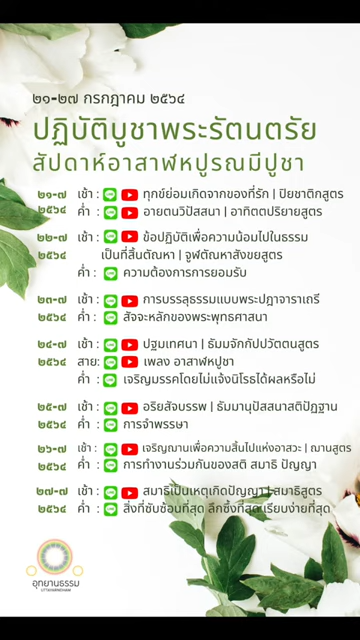 ๒๑-๒๗ กรกฎาคม ๒๕๖๔
ปฏิบัติบูชาพระรัตนตรัย
สัปดาห์อาสาฬหปูรณมีปูชา
๒๑-๗ เช้า : ทุกข์ย่อมเกิดจากของที่รัก | ปิยชาติกสูตร
๒๕๖๔ ค่ำ : อายตนวิปัสสนา | อาทิตตปริยายสูตร
๒๒-๗ เช้า : ข้อปฏิบัติเพื่อความน้อมไปในธรรม
๒๕๖๔ เป็นที่สิ้นตัณหา | จูฬตัณหาสังขยสูตร
ค่ำ : ความต้องการการยอมรับ
๒๓-๗ เช้า : การบรรลุธรรมแบบพระปฏาจาราเถรี
๒๕๖๔ ค่ำ : สัจจะหลักของพระพุทธศาสนา
๒๔-๗ เช้า : ปฐมเทศนา | ธัมมจักกัปปวัตตนสูตร
๒๕๖๔ สาย: เพลง อาสาฬหปูชา
ค่ำ : เจริญมรรคโดยไม่แจ้งนิโรธได้ผลหรือไม่
๒๕-๗ เช้า : อริยสัจบรรพ | ธัมมานุปัสสนาสติปัฏฐาน
๒๕๖๔ ค่ำ : การจำพรรษา
๒๖-๗ เช้า : เจริญฌานเพื่อความสิ้นไปแห่งอาสวะ | ฌานสูตร
๒๕๖๔ ค่ำ : การทำงานร่วมกันของสติ สมาธิ ปัญญา
๒๗-๗ เช้า : สมาธิเป็นเหตุเกิดปัญญา | สมาธิสูตร
๒๕๖๔ ค่ำ : สิ่งที่ซับซ้อนที่สุด ลึกซึ้งที่สุด เรียบง่ายที่สุด
อุทยานธรรม
UTTAYARNDHAM